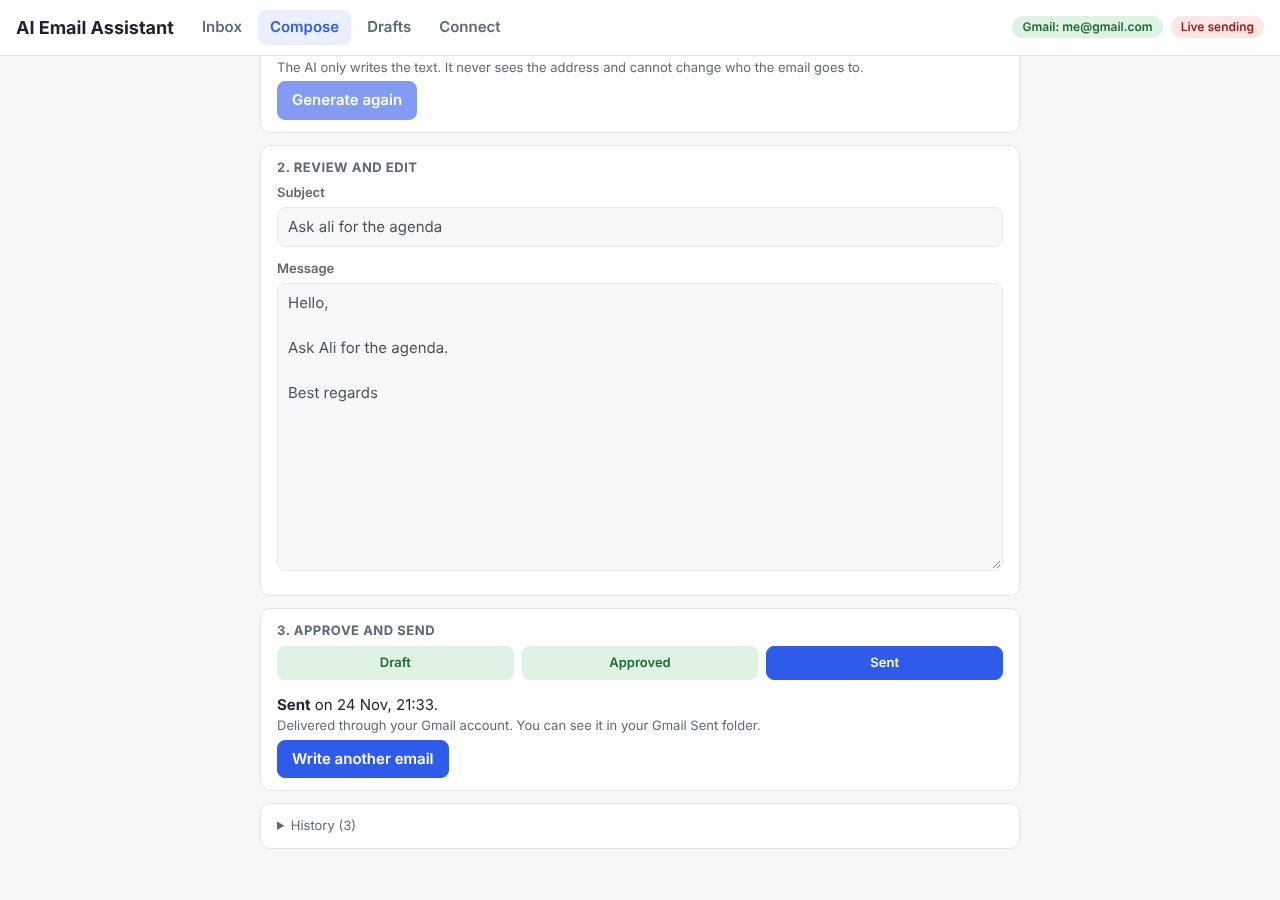 AI Email Assistant
Inbox
Compose
Drafts
Connect
Gmail: me@gmail.com
Live sending
The AI only writes the text. It never sees the address and cannot change who the email goes to.
Generate again
2. REVIEW AND EDIT
Subject
Ask ali for the agenda
Message
Hello,
Ask Ali for the agenda.
Best regards
3. APPROVE AND SEND
Draft
Approved
Sent
Sent on 24 Nov, 21:33.
Delivered through your Gmail account. You can see it in your Gmail Sent folder.
Write another email
History (3)